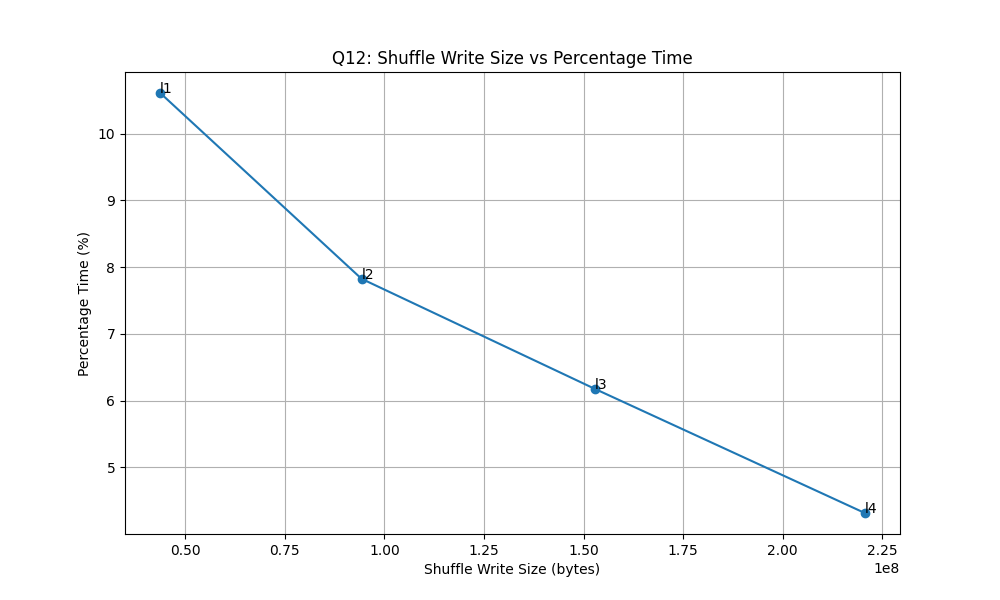 Q12: Shuffle Write Size vs Percentage Time
Percentage Time (%)
10
9
8
7
6
5
l1
l2
l3
l4
0.50 0.75 1.00 1.25 1.50 1.75 2.00 2.25
1e8
Shuffle Write Size (bytes)